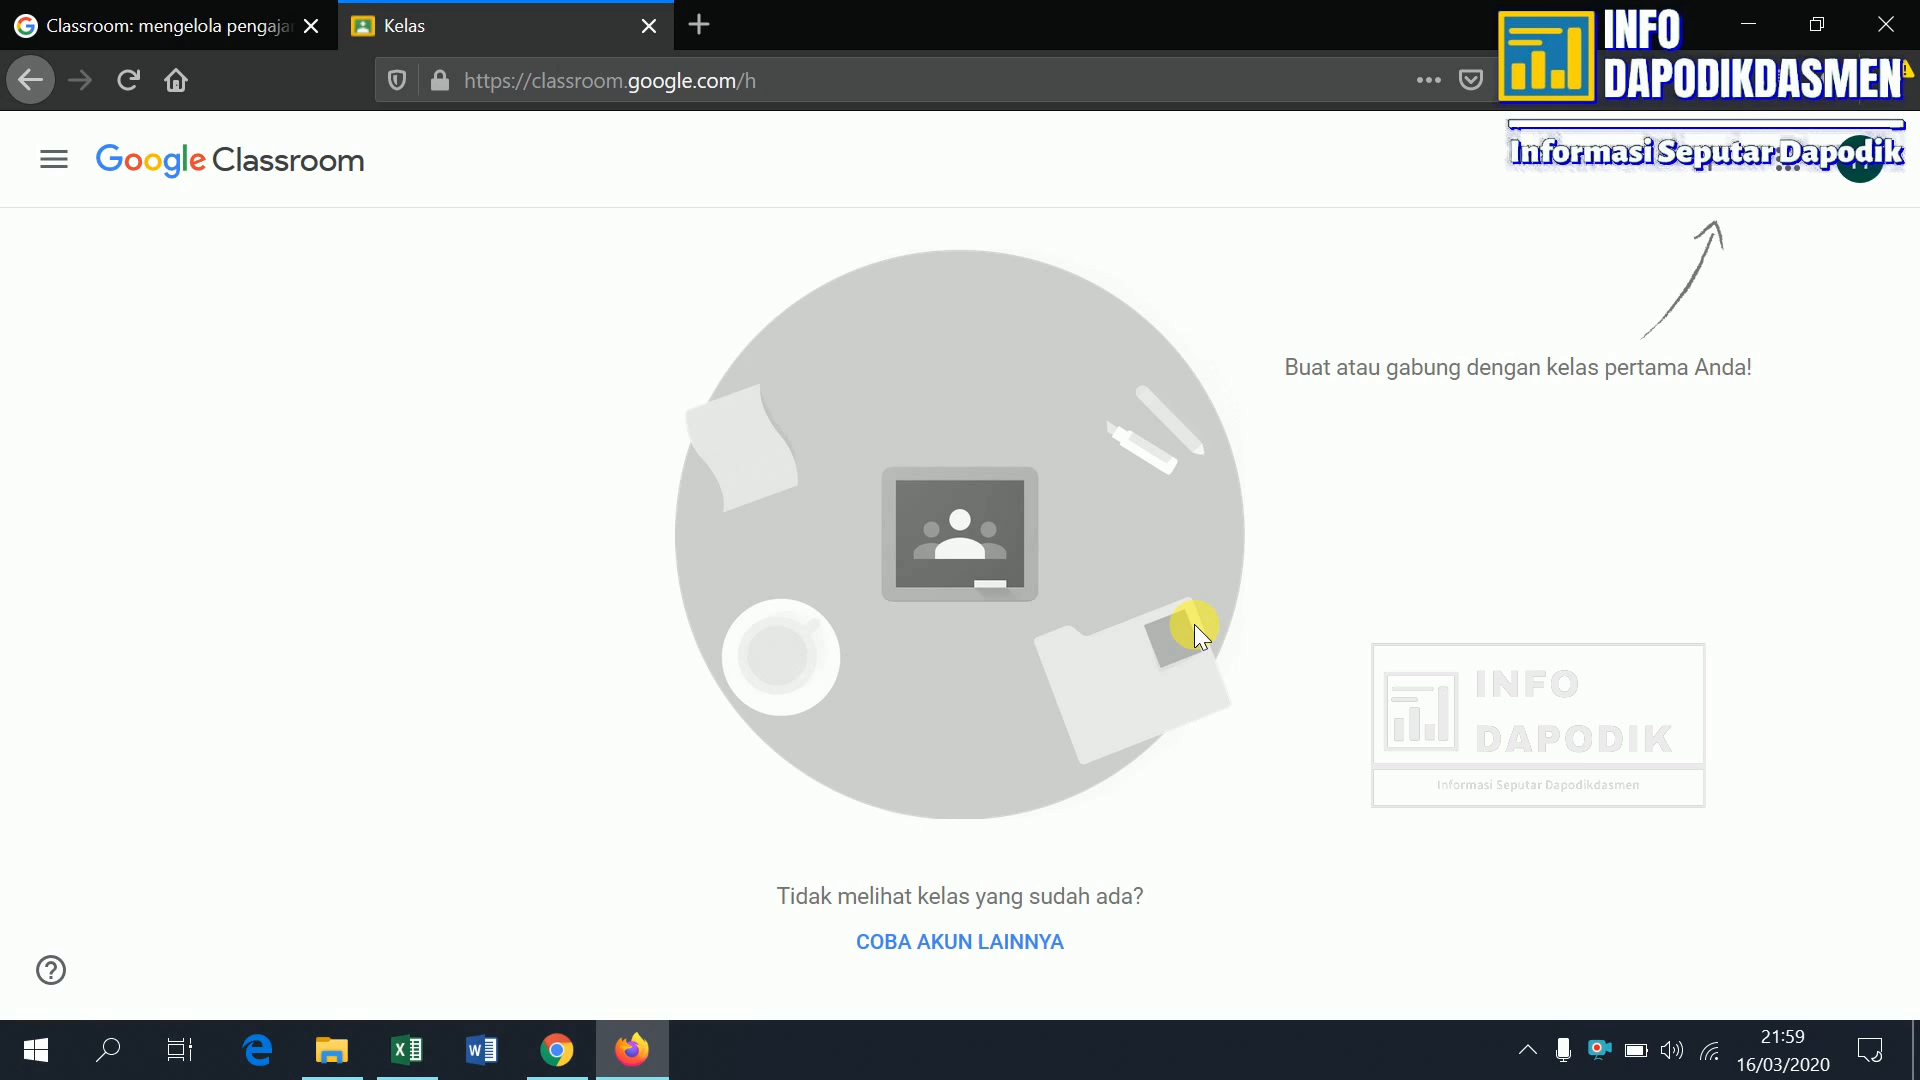 Classroom: mengelola pengajar
Kelas
https://classroom.google.com/h
INFO
DAPODIKDASMEN
Informasi Seputar Dapodik
Google Classroom
Buat atau gabung dengan kelas pertama Anda!
INFO
DAPODIK
Informasi Seputar Dapodikdasmen
Tidak melihat kelas yang sudah ada?
COBA AKUN LAINNYA
21:59
16/03/2020